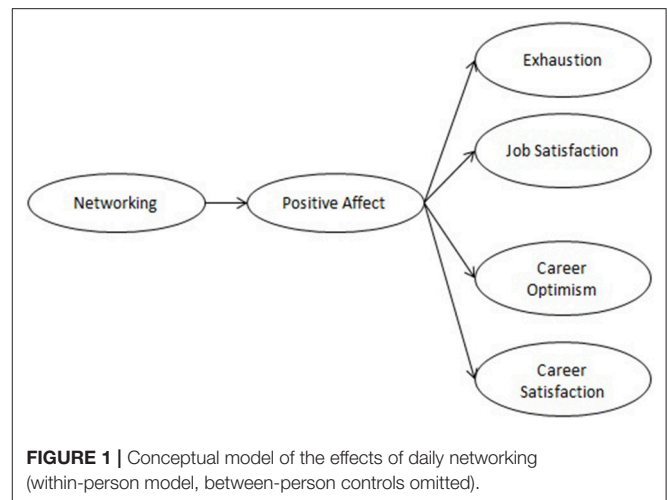 Exhaustion
Job Satisfaction
Networking
Positive Affect
Career
Optimism
Career
Satisfaction
FIGURE 1 | Conceptual model of the effects of daily networking
(within-person model, between-person controls omitted).